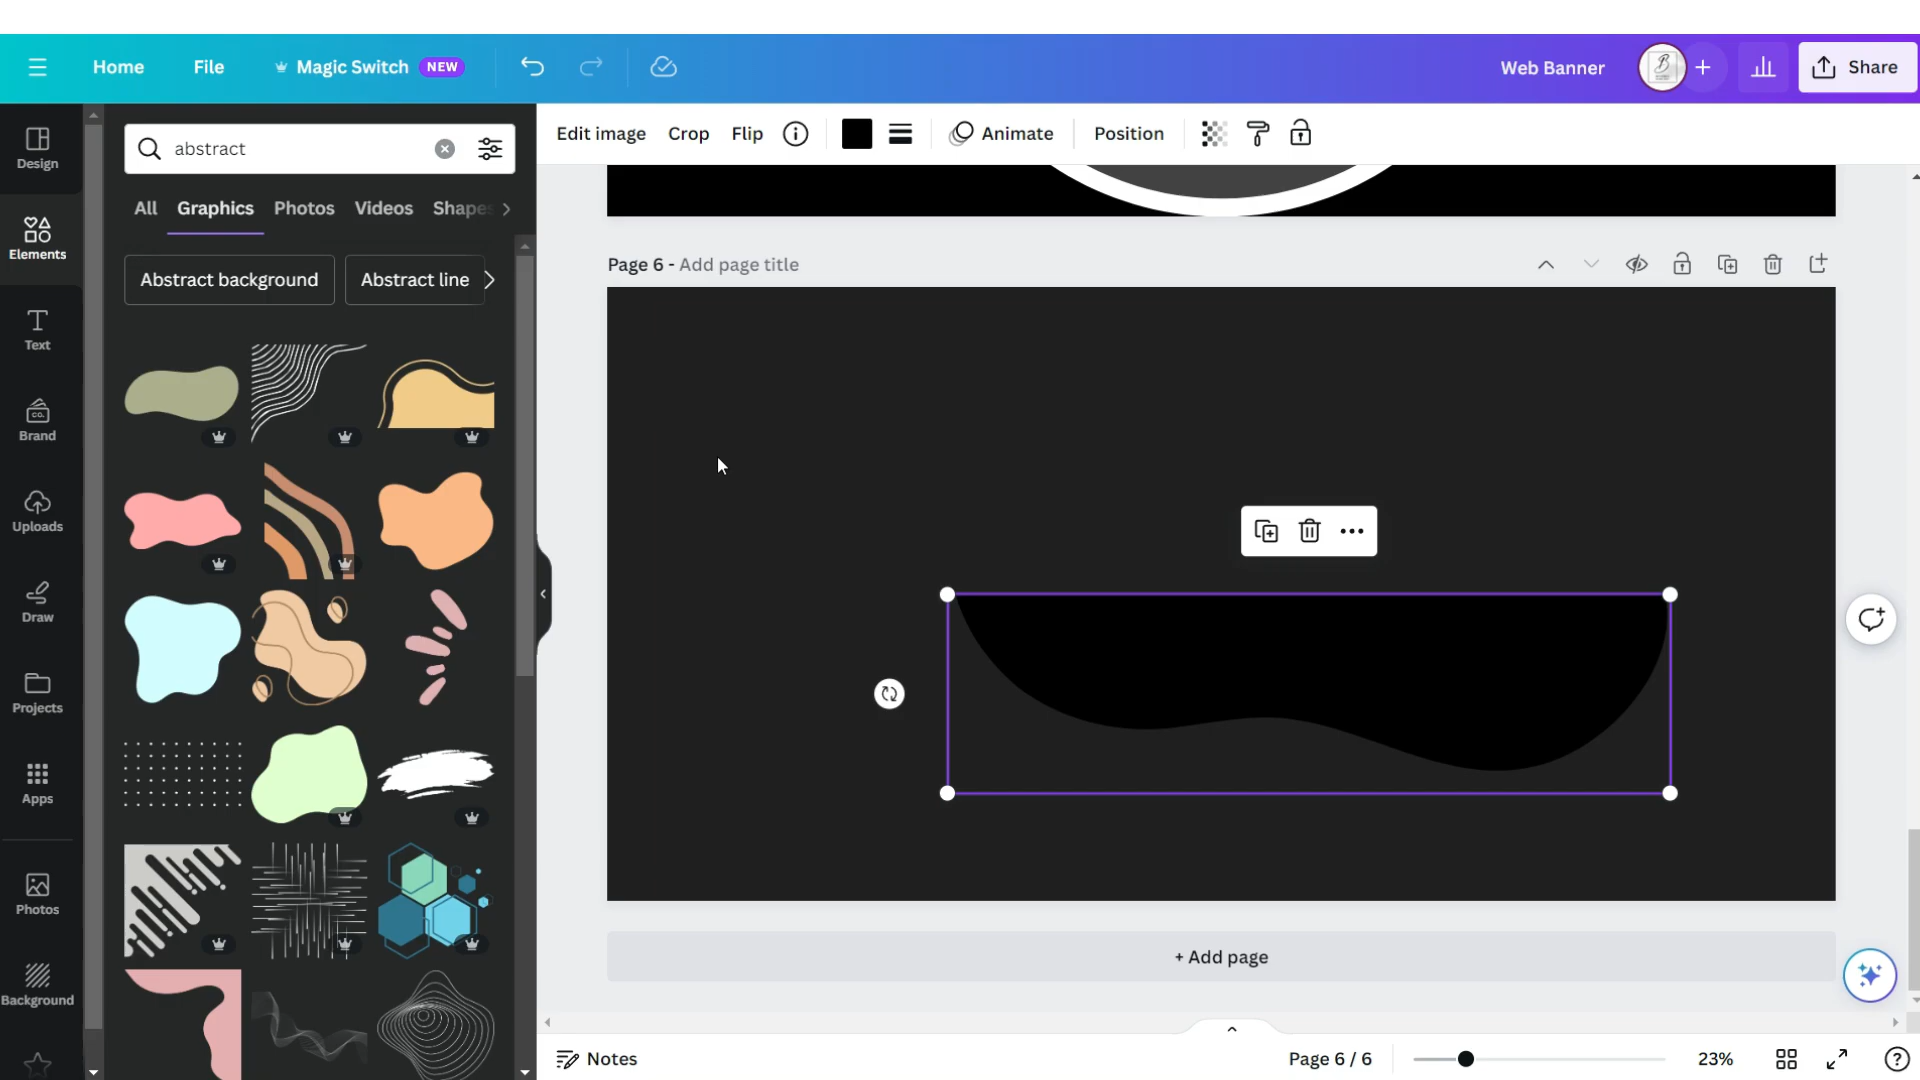 Home File Magic Switch NEW Web Banner Share
Design
Elements
Text
Brand
CO.
Uploads
Draw
Projects
Apps
Photos
Background
abstract
All Graphics Photos Videos Shapes
Abstract background Abstract line
Edit image Crop Flip Animate Position
Page 6 - Add page title
+ Add page
Notes Page 6 / 6 23%